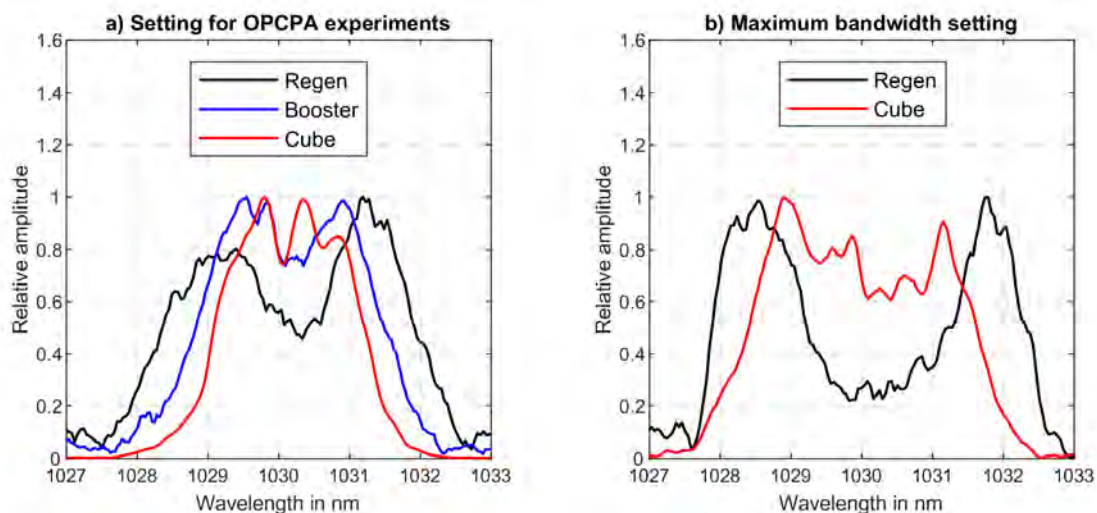 a) Setting for OPCPA experiments
1.6
1.4
1.2
1
0.8
0.6
0.4
0.2
0
Relative amplitude
Regen
Booster
Cube
1027 1028 1029 1030 1031 1032 1033
Wavelength in nm
b) Maximum bandwidth setting
1.6
1.4
1.2
1
0.8
0.6
0.4
0.2
0
Relative amplitude
Regen
Cube
1027 1028 1029 1030 1031 1032 1033
Wavelength in nm